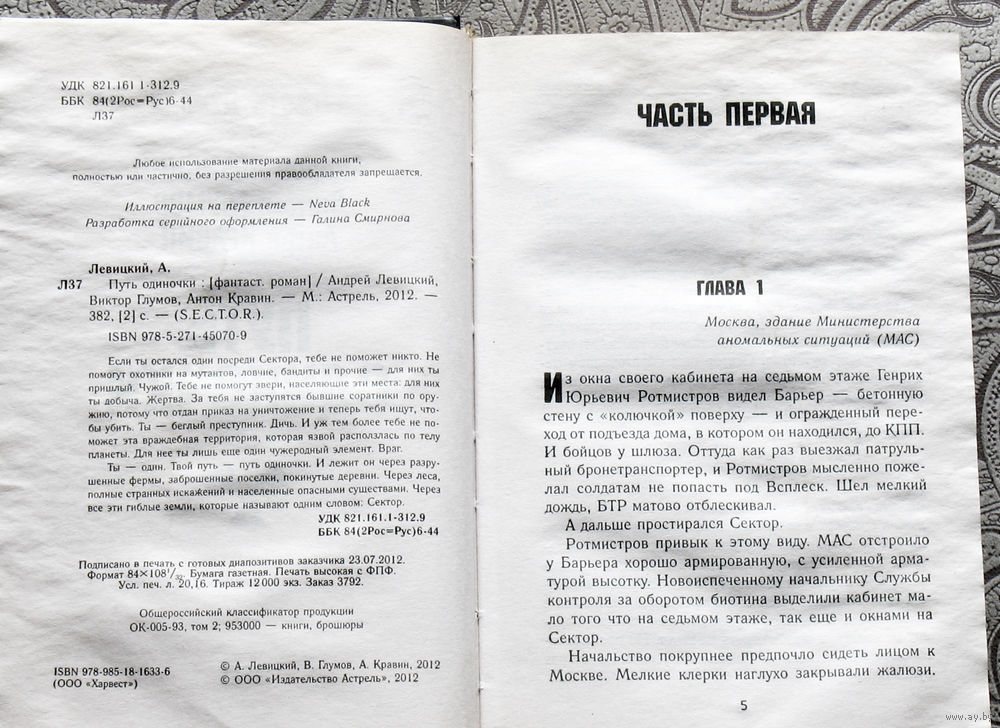 УДК 821.161 1-312.9
ББК 84(2Рос=Рус)6-44
Л37
Любое использование материала данной книги,
полностью или частично, без разрешения правообладателя запрещается.
Иллюстрация на переплете — Neva Black
Разработка серийного оформления — Галина Смирнова
Левицкий, А.
Л37 Путь одиночки : [фантаст. роман] / Андрей Левицкий,
Виктор Глумов, Антон Кравин. — М.: Астрель, 2012. —
382, [2] с. — (S.E.C.T.O.R.).
ISBN 978-5-271-45070-9
Если ты остался один посреди Сектора, тебе не поможет никто. Не
помогут охотники на мутантов, ловчие, бандиты и прочие — для них ты
пришлый. Чужой. Тебе не помогут звери, населяющие эти места: для них
ты добыча. Жертва. За тебя не заступятся бывшие соратники по ору-
жию, потому что отдан приказ на уничтожение и теперь тебя ищут, что-
бы убить. Ты — беглый преступник. Дичь. И уж тем более тебе не по-
может эта враждебная территория, которая язвой расползлась по телу
планеты. Для нее ты лишь еще один чужеродный элемент. Враг.
Ты — один. Твой путь — путь одиночки. И лежит он через разру-
шенные фермы, заброшенные поселки, покинутые деревни. Через леса,
полные странных искажений и населенные опасными существами. Через
все эти гиблые земли, которые называют одним словом: Сектор.
УДК 821.161.1-312.9
ББК 84(2Рос=Рус)6-44
Подписано в печать с готовых диапозитивов заказчика 23.07.2012.
Формат 84×108¹/₃₂. Бумага газетная. Печать высокая с ФПФ.
Усл. печ. л. 20,16. Тираж 12 000 экз. Заказ 3792.
Общероссийский классификатор продукции
ОК-005-93, том 2; 953000 — книги, брошюры
ISBN 978-985-18-1633-6
(ООО «Харвест»)
© А. Левицкий, В. Глумов, А. Кравин, 2012
© ООО «Издательство Астрель», 2012
ЧАСТЬ ПЕРВАЯ
ГЛАВА 1
Москва, здание Министерства
аномальных ситуаций (МАС)
Из окна своего кабинета на седьмом этаже Генрих
Юрьевич Ротмистров видел Барьер — бетонную
стену с «колючкой» поверху — и огражденный пере-
ход от подъезда дома, в котором он находился, до КПП.
И бойцов у шлюза. Оттуда как раз выезжал патруль-
ный бронетранспортер, и Ротмистров мысленно поже-
лал солдатам не попасть под Всплеск. Шел мелкий
дождь, БТР матово отблескивал.
А дальше простирался Сектор.
Ротмистров привык к этому виду. МАС отстроило
у Барьера хорошо армированную, с усиленной арма-
турой высотку. Новоиспеченному начальнику Службы
контроля за оборотом биотина выделили кабинет ма-
ло того что на седьмом этаже, так еще и окнами на
Сектор.
Начальство покрупнее предпочло сидеть лицом к
Москве. Мелкие клерки наглухо закрывали жалюзи.
5
www.ay.by